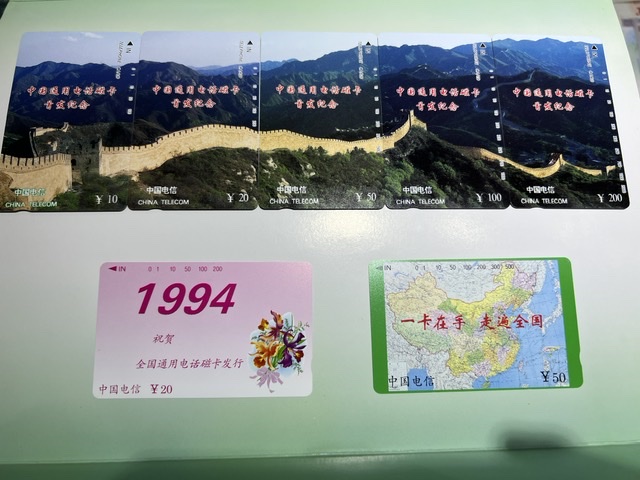 IN
IN
IN
IN
IN
中国通用电话磁卡
首发纪念
中国通用电话磁卡
首发纪念
中国通用电话磁卡
首发纪念
中国通用电话磁卡
首发纪念
中国通用电话磁卡
首发纪念
中国电信
CHINA TELECOM
¥10
中国电信
CHINA TELECOM
¥20
中国电信
CHINA TELECOM
¥50
中国电信
CHINA TELECOM
¥100
中国电信
CHINA TELECOM
¥200
IN 0 1 10 50 100 200
1994
祝贺
全国通用电话磁卡发行
中国电信 ¥20
IN 0 1 10 50 100 200 300 500
一卡在手 走遍全国
中国电信 ¥50